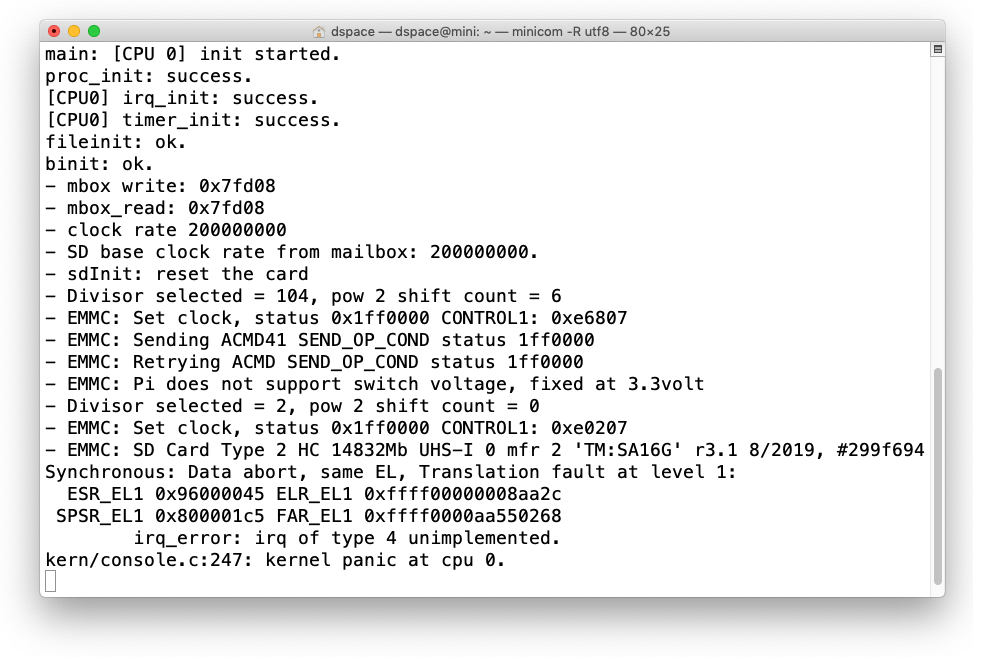 dspace — dspace@mini: ~ — minicom -R utf8 — 80×25
main: [CPU 0] init started.
proc_init: success.
[CPU0] irq_init: success.
[CPU0] timer_init: success.
fileinit: ok.
binit: ok.
- mbox write: 0x7fd08
- mbox_read: 0x7fd08
- clock rate 200000000
- SD base clock rate from mailbox: 200000000.
- sdInit: reset the card
- Divisor selected = 104, pow 2 shift count = 6
- EMMC: Set clock, status 0x1ff0000 CONTROL1: 0xe6807
- EMMC: Sending ACMD41 SEND_OP_COND status 1ff0000
- EMMC: Retrying ACMD SEND_OP_COND status 1ff0000
- EMMC: Pi does not support switch voltage, fixed at 3.3volt
- Divisor selected = 2, pow 2 shift count = 0
- EMMC: Set clock, status 0x1ff0000 CONTROL1: 0xe0207
- EMMC: SD Card Type 2 HC 14832Mb UHS-I 0 mfr 2 'TM:SA16G' r3.1 8/2019, #299f694
Synchronous: Data abort, same EL, Translation fault at level 1:
  ESR_EL1 0x96000045 ELR_EL1 0xffff00000008aa2c
 SPSR_EL1 0x800001c5 FAR_EL1 0xffff0000aa550268
        irq_error: irq of type 4 unimplemented.
kern/console.c:247: kernel panic at cpu 0.